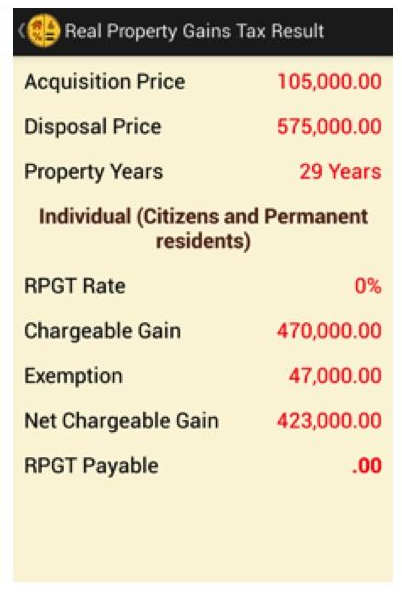 Real Property Gains Tax Result
Acquisition Price 105,000.00
Disposal Price 575,000.00
Property Years 29 Years
Individual (Citizens and Permanent
residents)
RPGT Rate 0%
Chargeable Gain 470,000.00
Exemption 47,000.00
Net Chargeable Gain 423,000.00
RPGT Payable .00